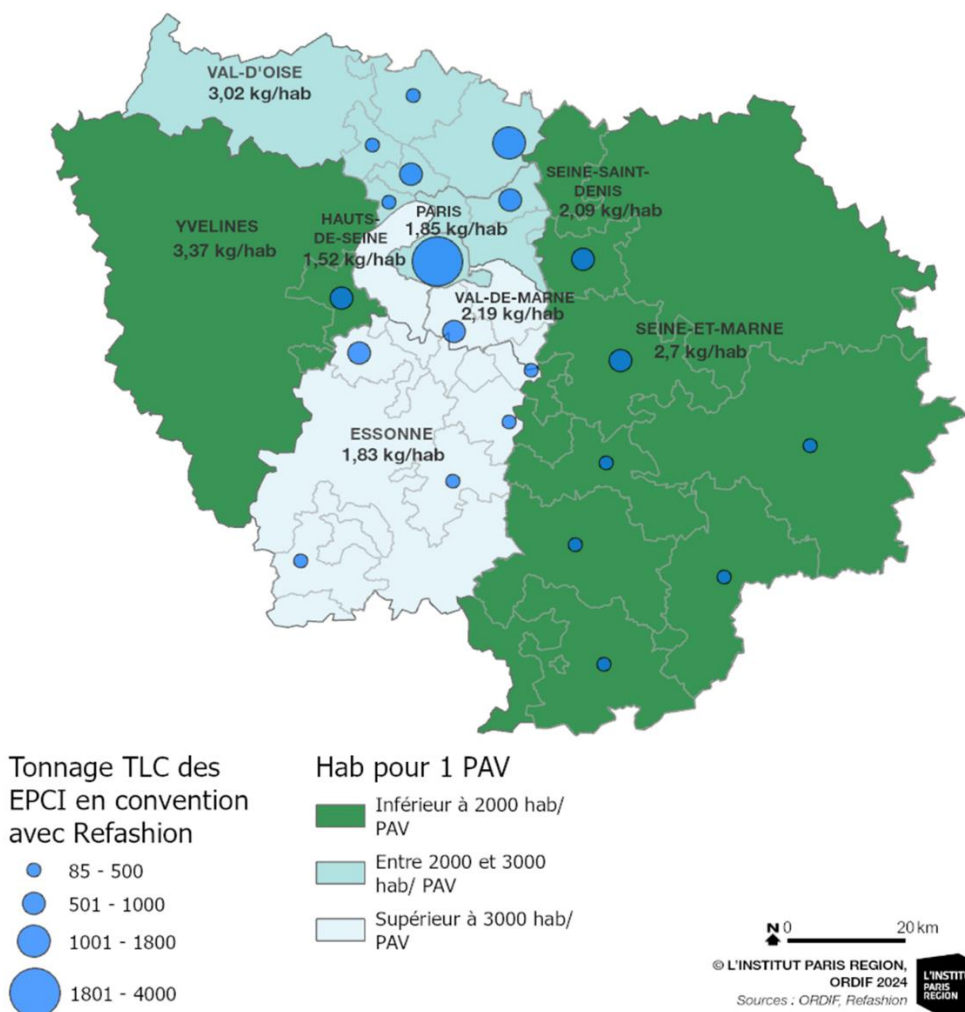 VAL-D'OISE
3,02 kg/hab
SEINE-SAINT-
DENIS
2,09 kg/hab
PARIS
1,85 kg/hab
HAUTS-
DE-SEINE
1,52 kg/hab
YVELINES
3,37 kg/hab
VAL-DE-MARNE
2,19 kg/hab
SEINE-ET-MARNE
2,7 kg/hab
ESSONNE
1,83 kg/hab
Tonnage TLC des
EPCI en convention
avec Refashion
85 - 500
501 - 1000
1001 - 1800
1801 - 4000
Hab pour 1 PAV
Inférieur à 2000 hab/
PAV
Entre 2000 et 3000
hab/ PAV
Supérieur à 3000 hab/
PAV
N 0 20 km
© L'INSTITUT PARIS REGION,
ORDIF 2024
Sources : ORDIF, Refashion
L'INSTITUT
PARIS
REGION